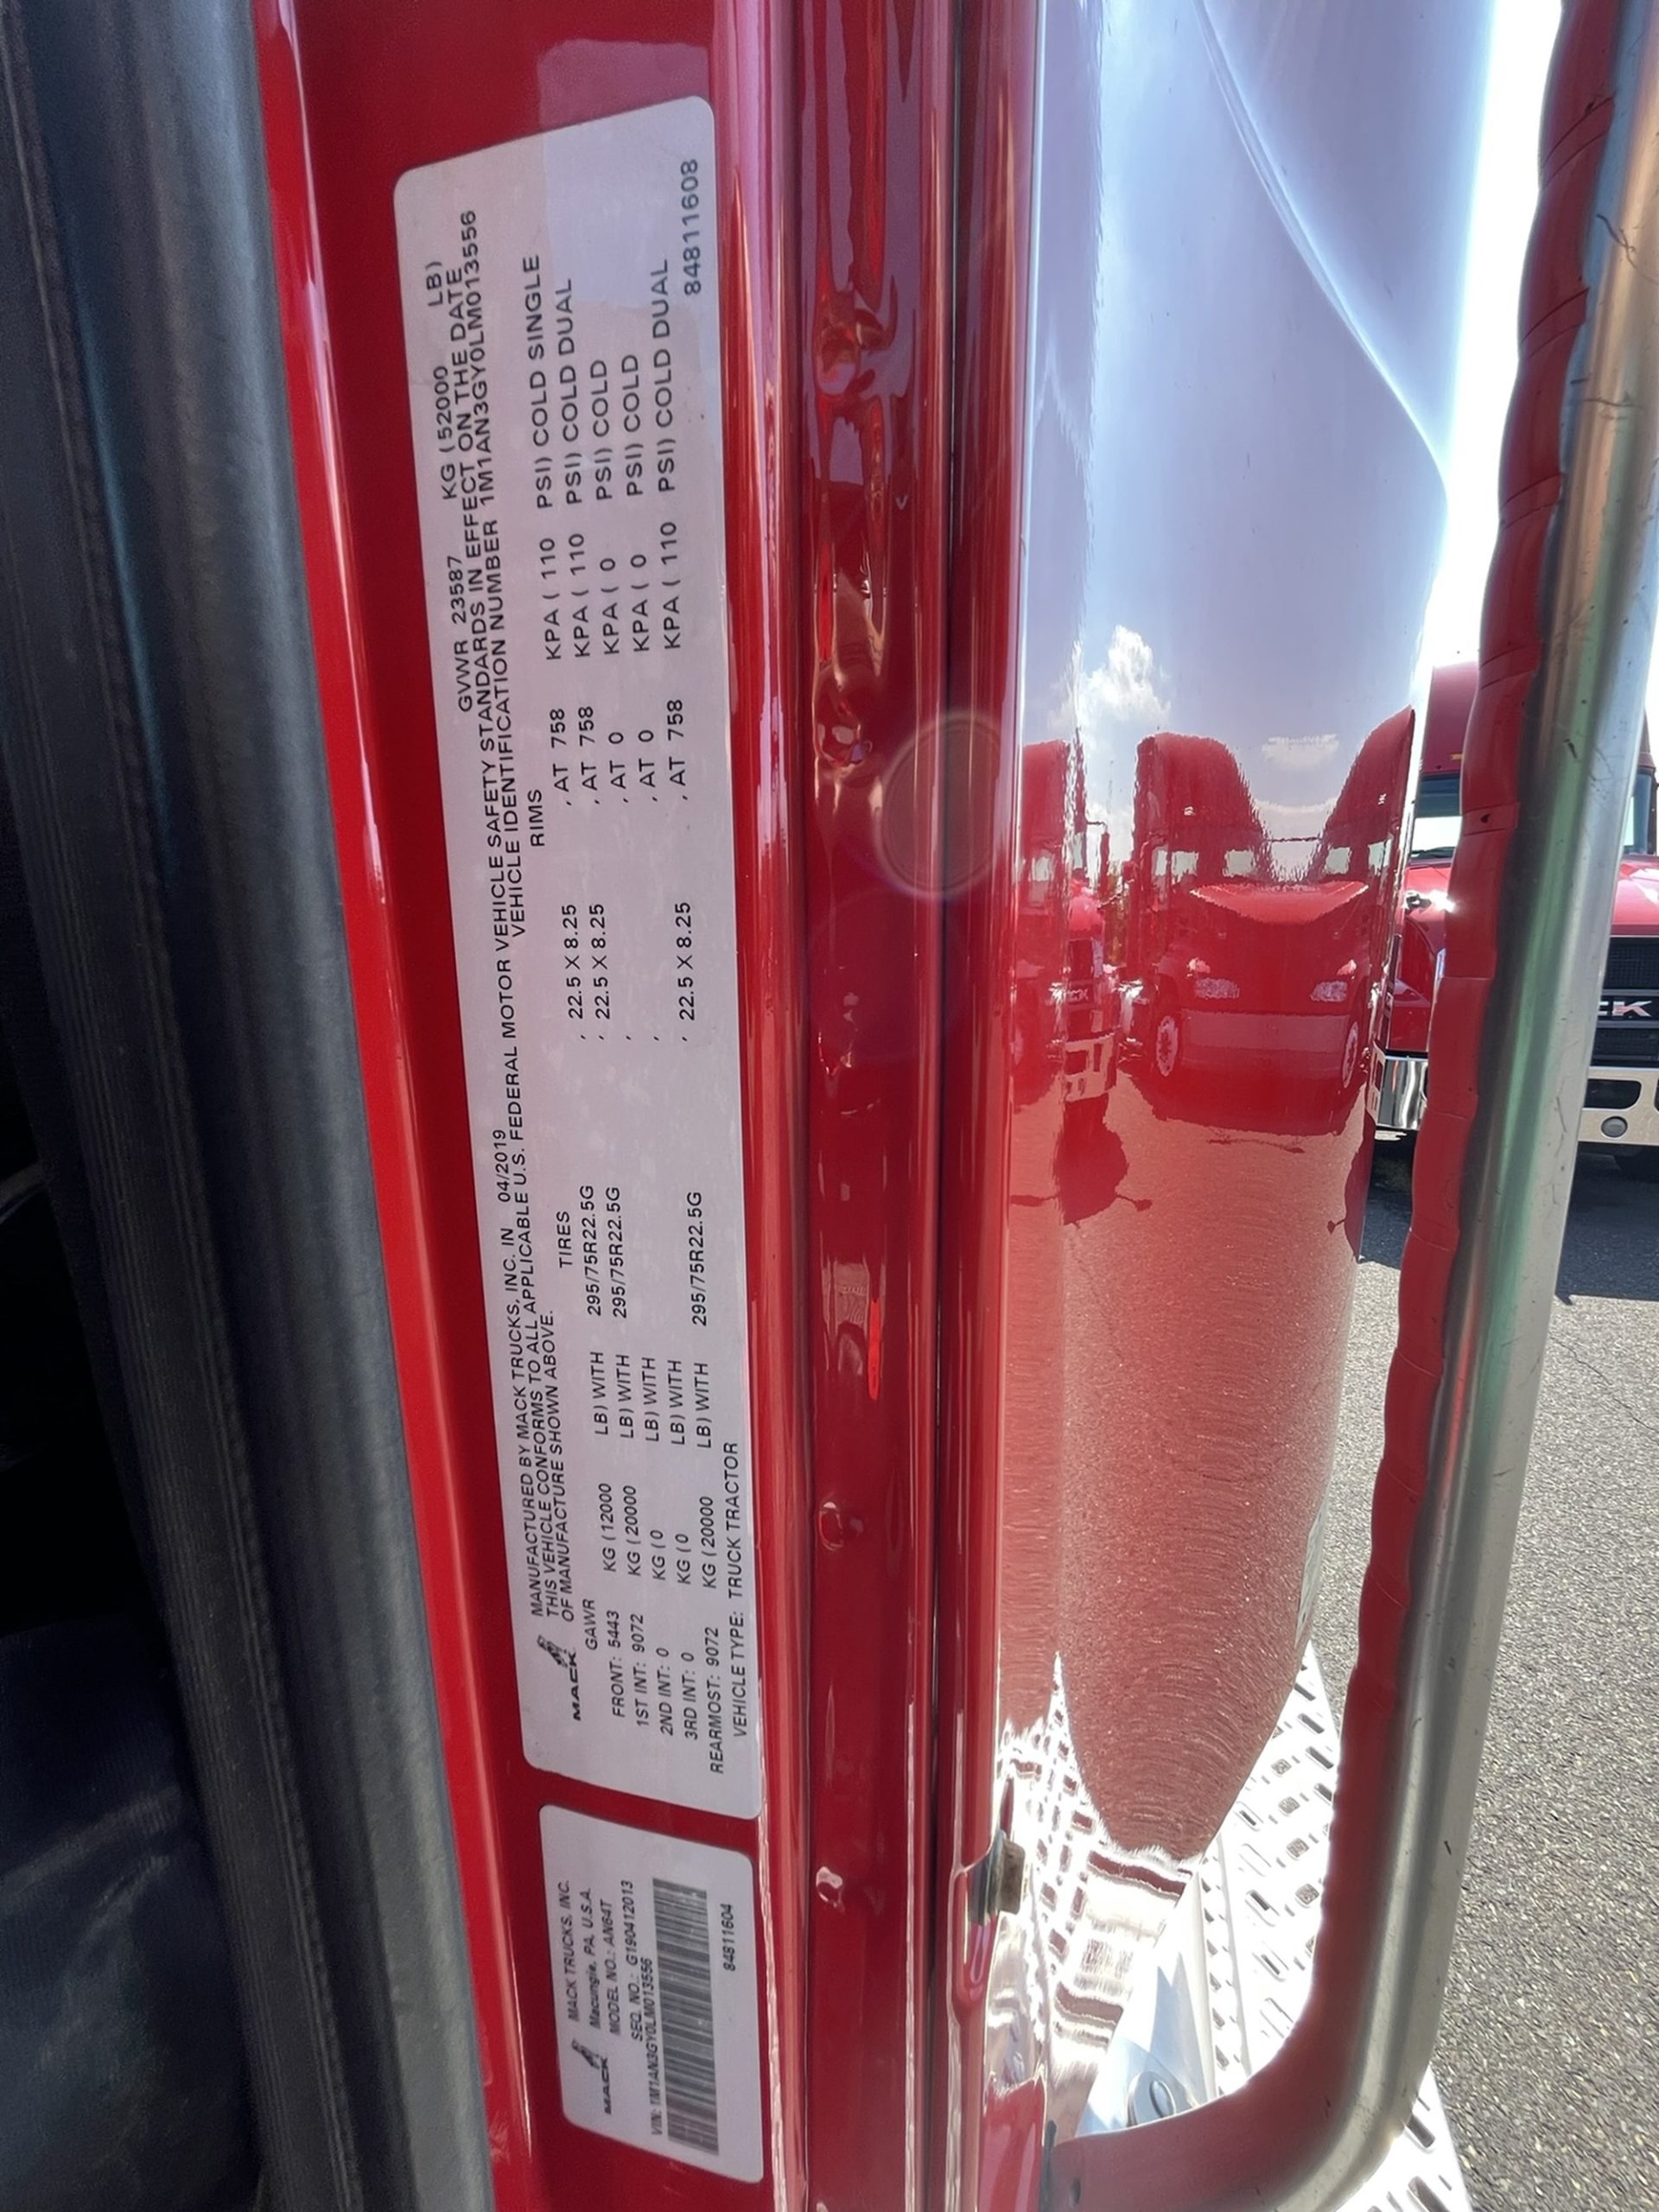 MANUFACTURED BY MACK TRUCKS, INC. IN 04/2019 GVWR 23587 KG (52000 LB)
THIS VEHICLE CONFORMS TO ALL APPLICABLE U.S. FEDERAL MOTOR VEHICLE SAFETY STANDARDS IN EFFECT ON THE DATE
OF MANUFACTURE SHOWN ABOVE. VEHICLE IDENTIFICATION NUMBER 1M1AN3GY0LM013556
MACK
GAWR TIRES RIMS
FRONT: 5443 KG (12000 LB) WITH 295/75R22.5G , 22.5 X 8.25 , AT 758 KPA ( 110 PSI) COLD SINGLE
1ST INT: 9072 KG (20000 LB) WITH 295/75R22.5G , 22.5 X 8.25 , AT 758 KPA ( 110 PSI) COLD DUAL
2ND INT: 0 KG (0 LB) WITH , , AT 0 KPA ( 0 PSI) COLD
3RD INT: 0 KG (0 LB) WITH , , AT 0 KPA ( 0 PSI) COLD
REARMOST: 9072 KG (20000 LB) WITH 295/75R22.5G , 22.5 X 8.25 , AT 758 KPA ( 110 PSI) COLD DUAL
VEHICLE TYPE: TRUCK TRACTOR 84811608
MACK
MACK TRUCKS, INC.
Macungie, PA, U.S.A.
MODEL NO.: AN64T
SEQ. NO.: G190412013
VIN: 1M1AN3GY0LM013556
84811604
CK